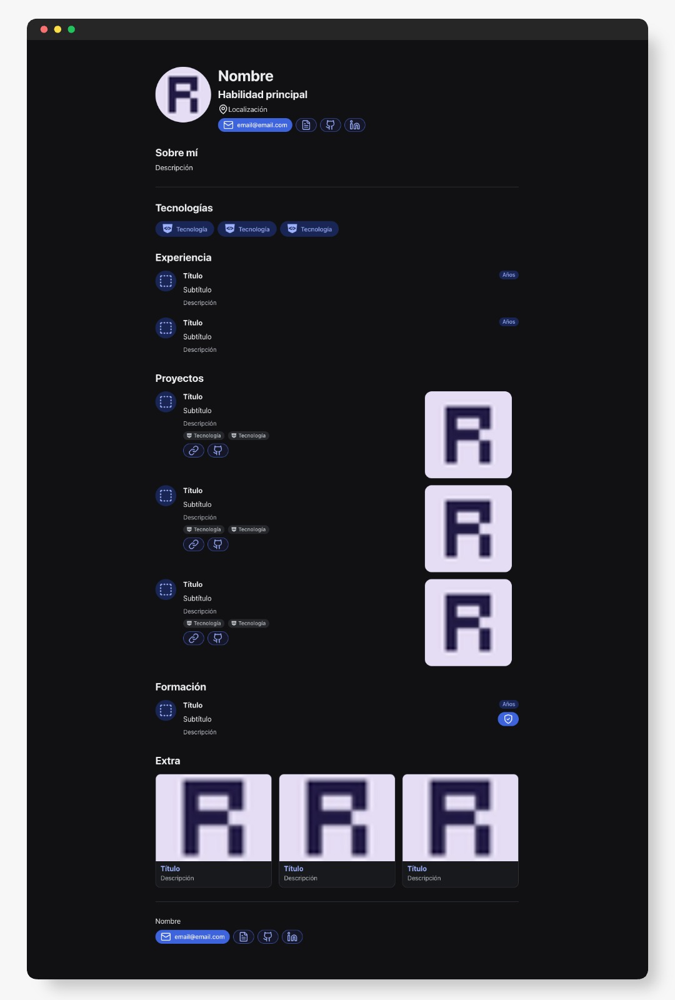 Nombre
Habilidad principal
Localización
email@email.com
Sobre mí
Descripción
Tecnologías
Tecnología Tecnología Tecnología
Experiencia
Título Años
Subtítulo
Descripción
Título Años
Subtítulo
Descripción
Proyectos
Título
Subtítulo
Descripción
Tecnología Tecnología
Título
Subtítulo
Descripción
Tecnología Tecnología
Título
Subtítulo
Descripción
Tecnología Tecnología
Formación
Título Años
Subtítulo
Descripción
Extra
Título Título Título
Descripción Descripción Descripción
Nombre
email@email.com